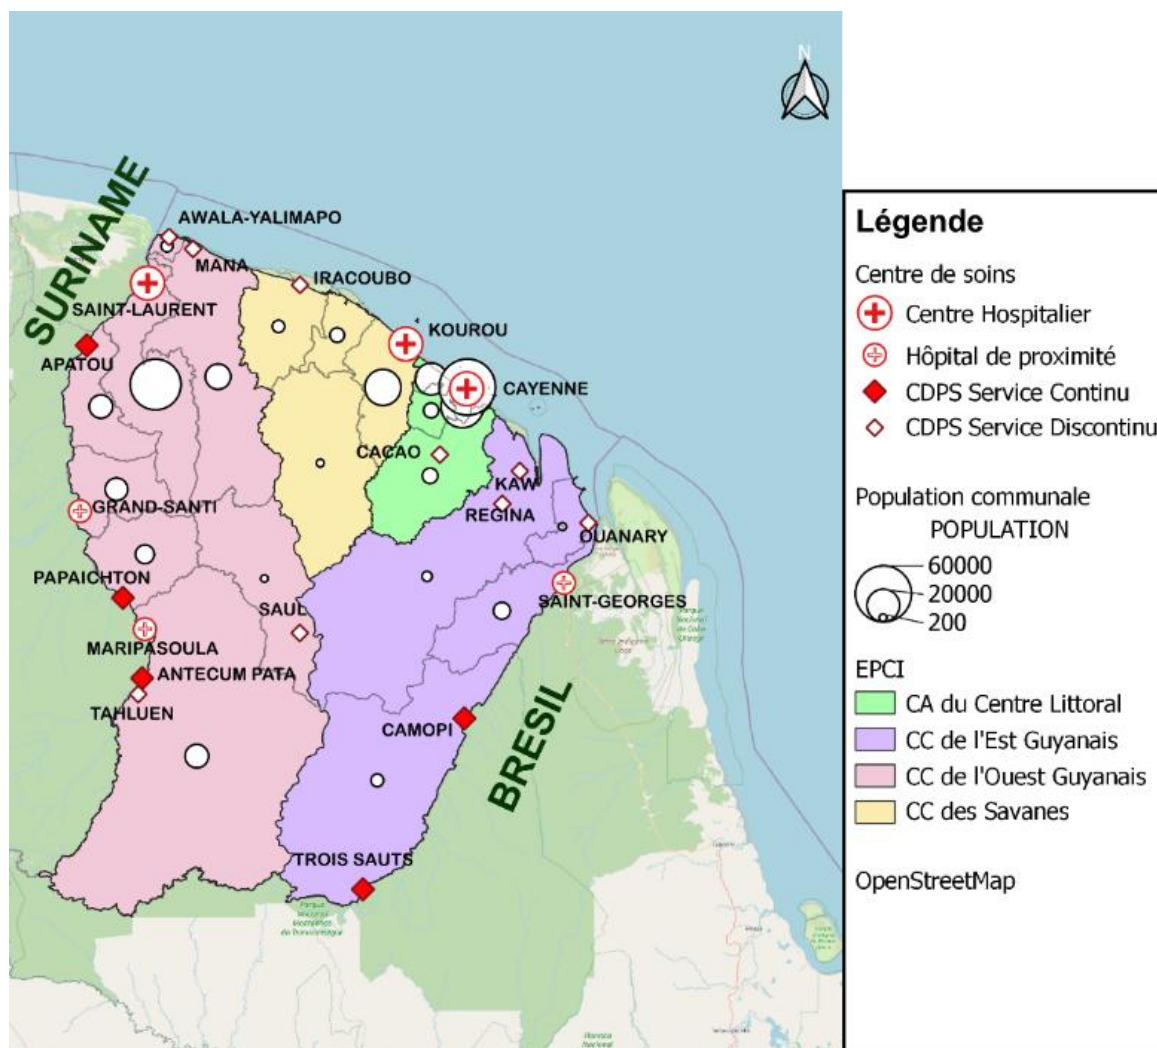 N
SURINAME
AWALA-YALIMAPO
MANA
IRACOUBO
SAINT-LAURENT
KOUROU
APATOU
CAYENNE
CACAO
KAW
REGINA
GRAND-SANTI
OUANARY
PAPAICHTON
SAINT-GEORGES
SAUL
MARIPASOULA
ANTECUM PATA
TAHLUEN
CAMOPI
BRESIL
TROIS SAUTS
Légende
Centre de soins
Centre Hospitalier
Hôpital de proximité
CDPS Service Continu
CDPS Service Discontinu
Population communale
POPULATION
60000
20000
200
EPCI
CA du Centre Littoral
CC de l'Est Guyanais
CC de l'Ouest Guyanais
CC des Savanes
OpenStreetMap